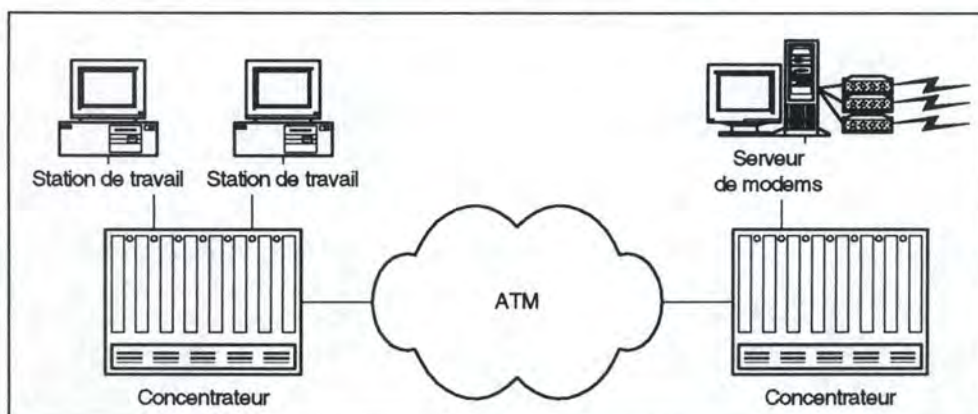 Station de travail
Station de travail
Serveur
de modems
ATM
Concentrateur
Concentrateur